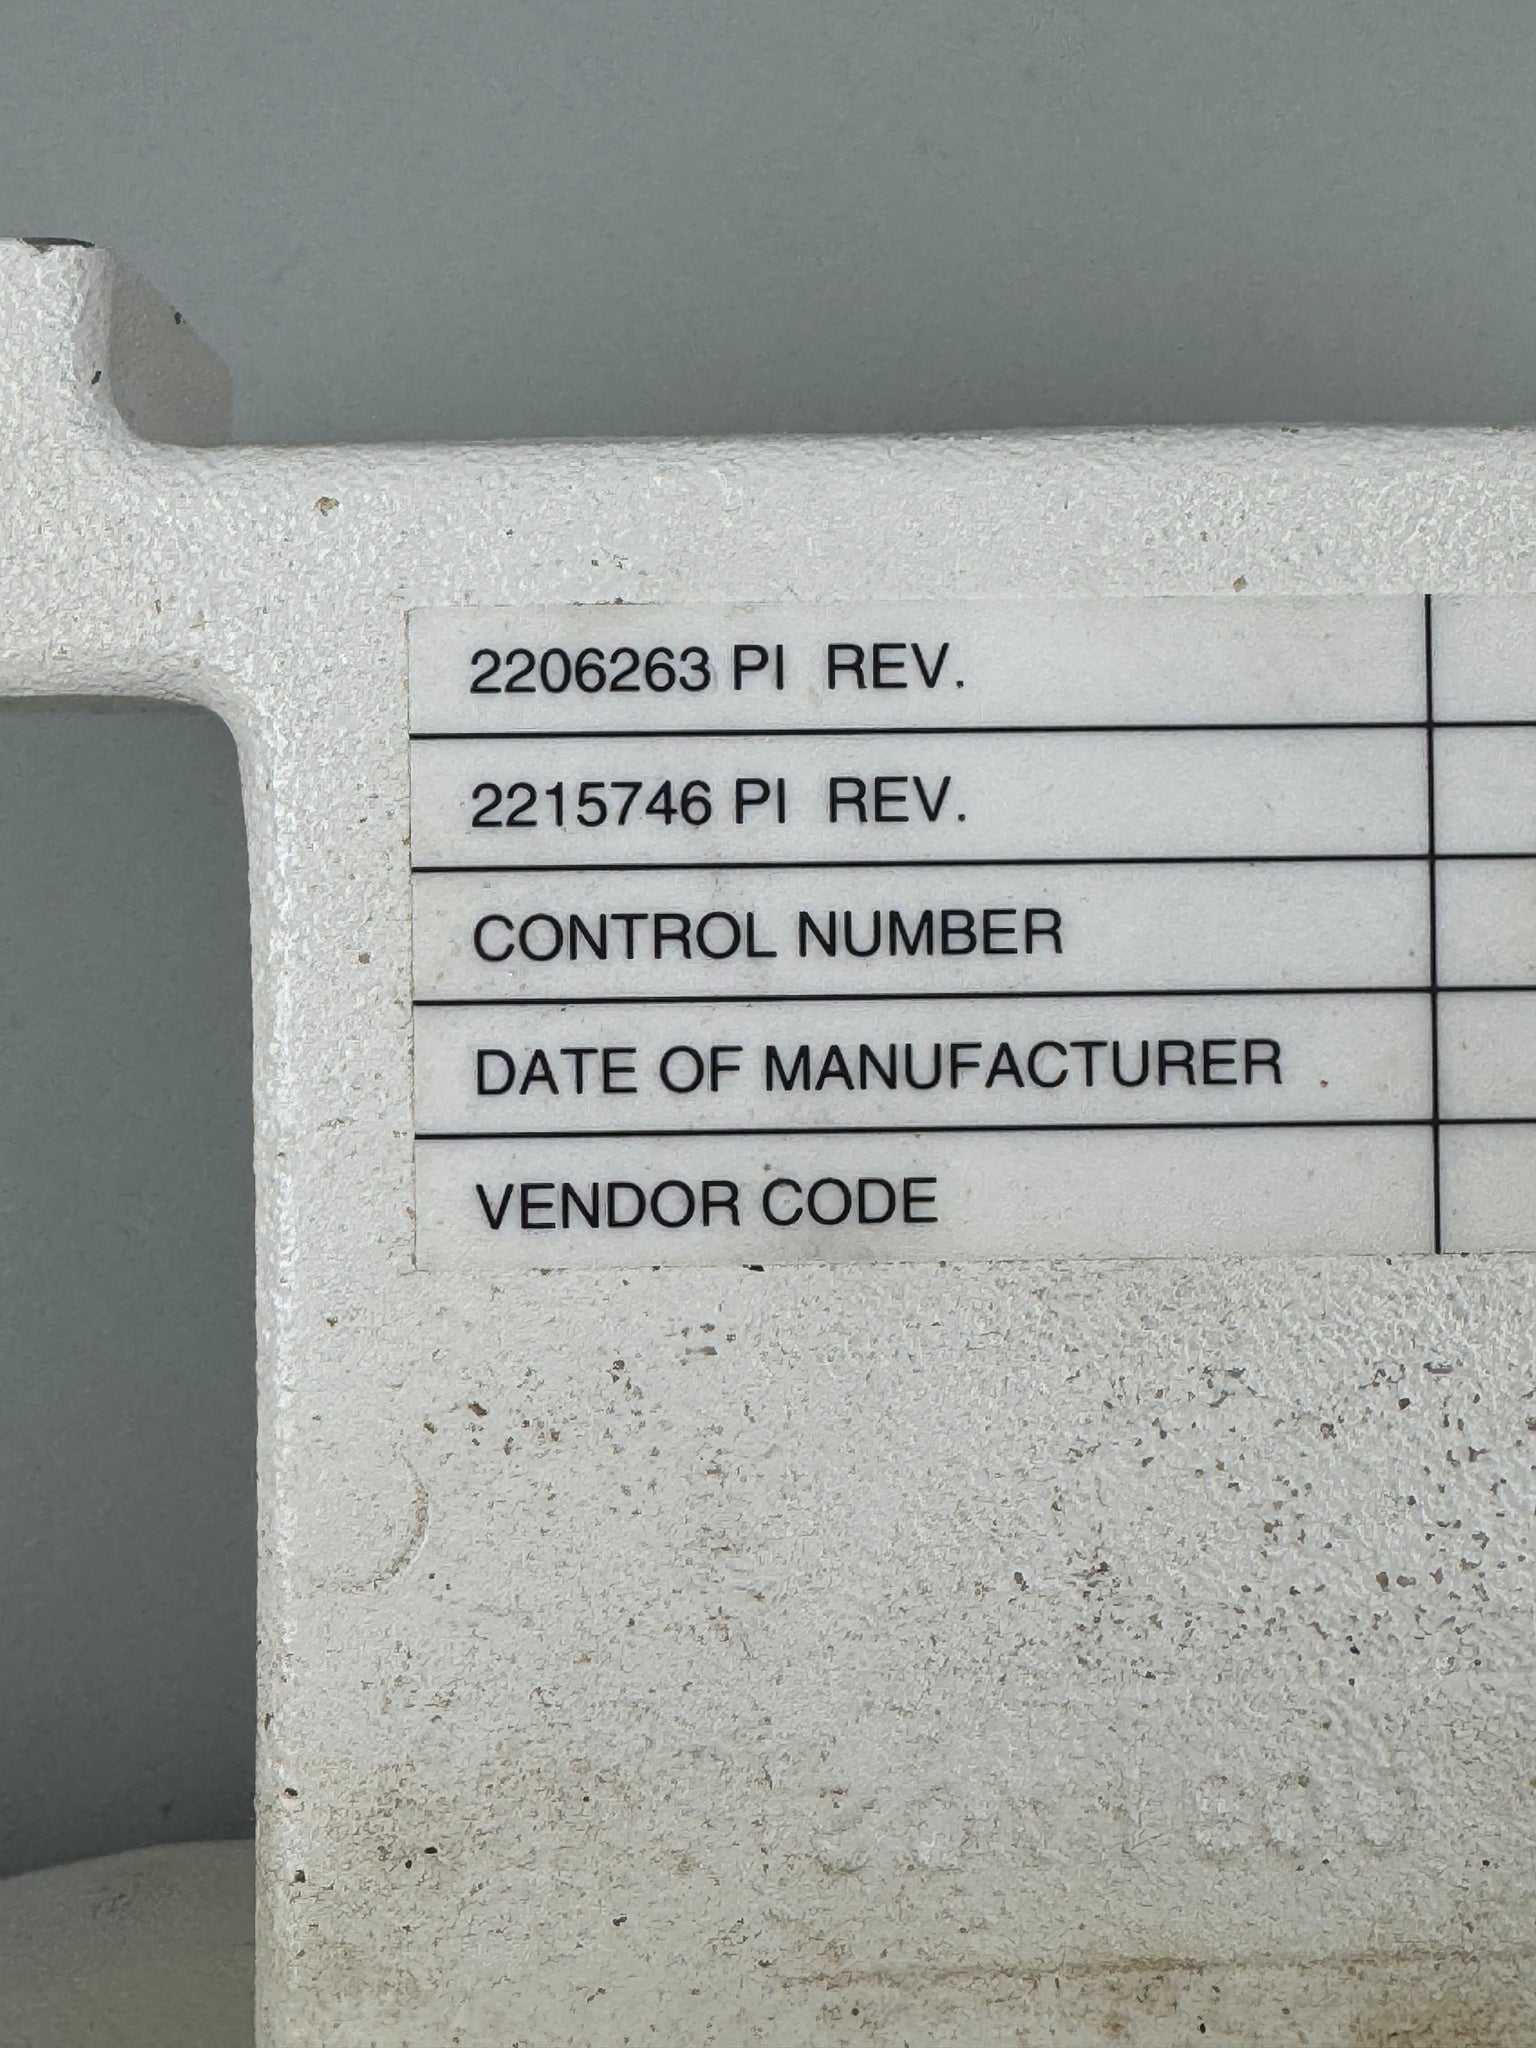 2206263 PI REV.
2215746 PI REV.
CONTROL NUMBER
DATE OF MANUFACTURER
VENDOR CODE